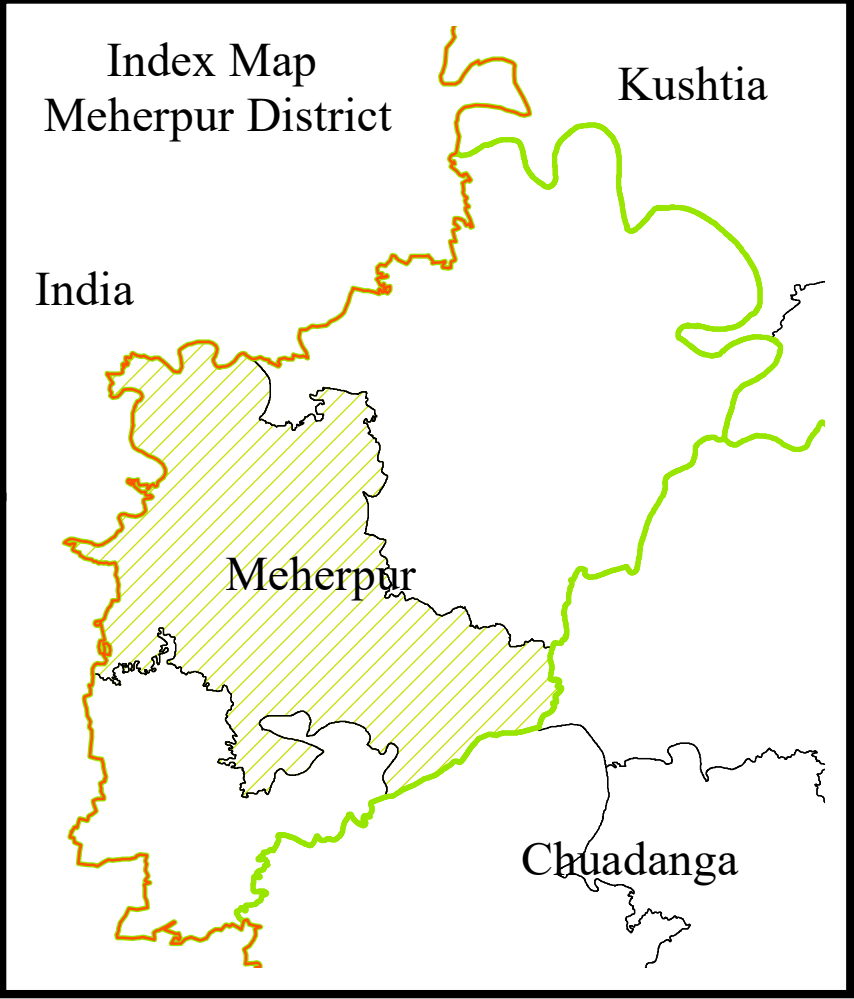 Index Map
Meherpur District
Kushtia
India
Meherpur
Chuadanga